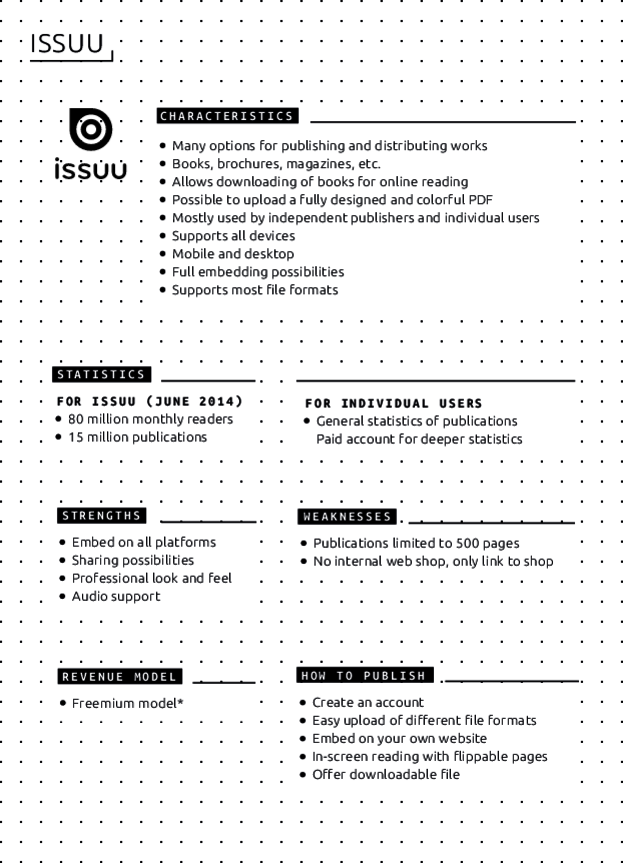 ISSUU
issuu
CHARACTERISTICS
• Many options for publishing and distributing works
• Books, brochures, magazines, etc.
• Allows downloading of books for online reading
• Possible to upload a fully designed and colorful PDF
• Mostly used by independent publishers and individual users
• Supports all devices
• Mobile and desktop
• Full embedding possibilities
• Supports most file formats
STATISTICS
FOR ISSUU (JUNE 2014)
• 80 million monthly readers
• 15 million publications
FOR INDIVIDUAL USERS
• General statistics of publications
Paid account for deeper statistics
STRENGTHS
• Embed on all platforms
• Sharing possibilities
• Professional look and feel
• Audio support
WEAKNESSES
• Publications limited to 500 pages
• No internal web shop, only link to shop
REVENUE MODEL
• Freemium model*
HOW TO PUBLISH
• Create an account
• Easy upload of different file formats
• Embed on your own website
• In-screen reading with flippable pages
• Offer downloadable file